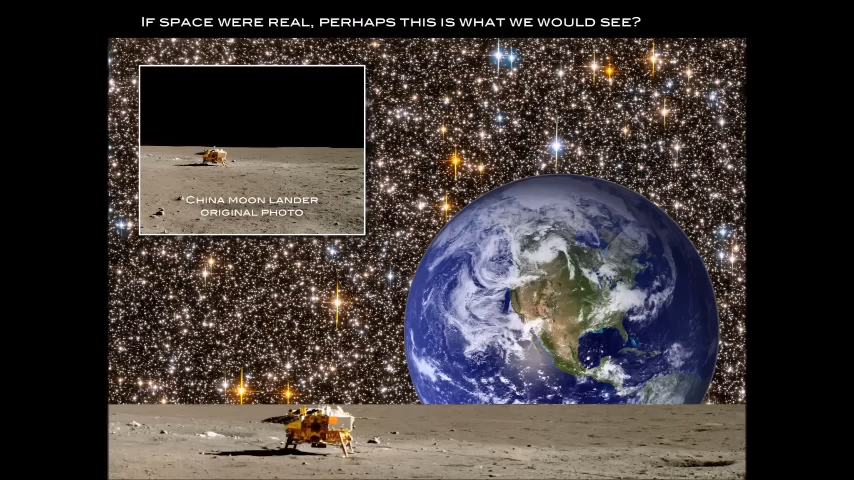 If space were real, perhaps this is what we would see?
*China moon lander
original photo